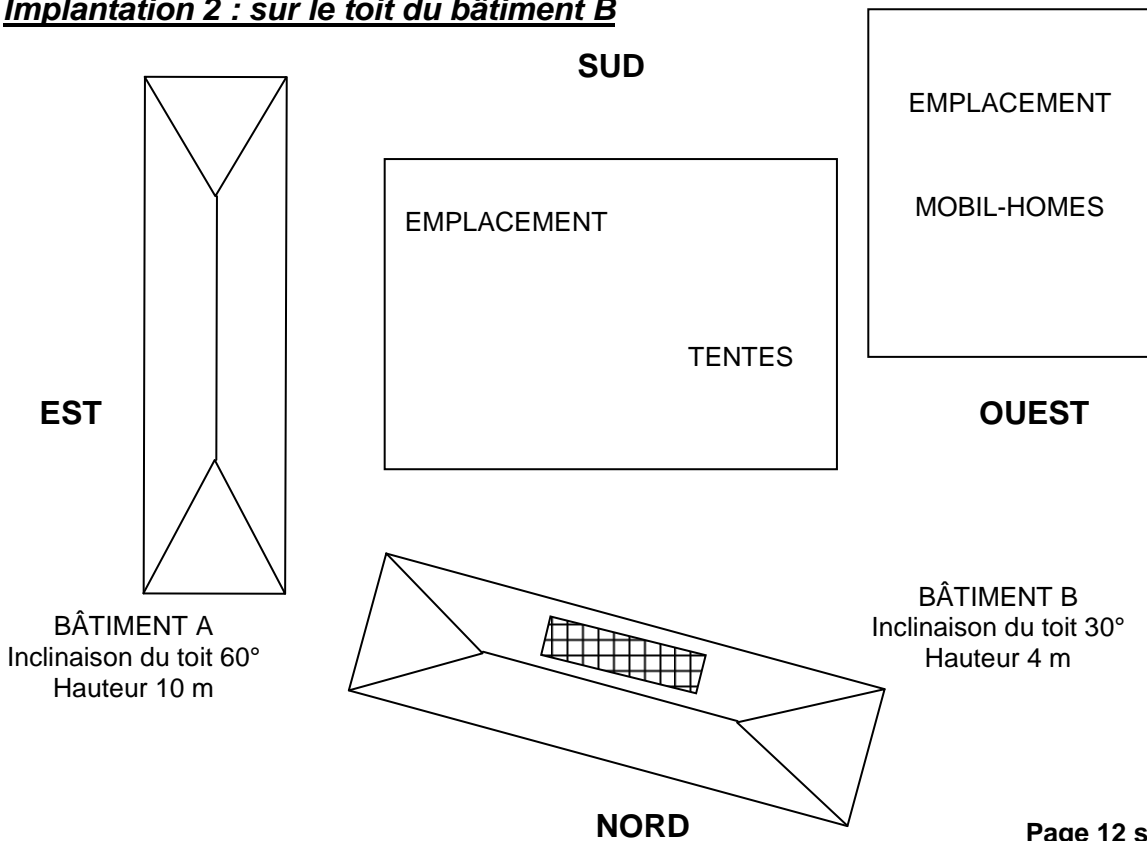 Implantation 2 : sur le toit du bâtiment B
SUD
EMPLACEMENT
MOBIL-HOMES
EMPLACEMENT
TENTES
EST
OUEST
BÂTIMENT A
Inclinaison du toit 60°
Hauteur 10 m
BÂTIMENT B
Inclinaison du toit 30°
Hauteur 4 m
NORD
Page 12 s